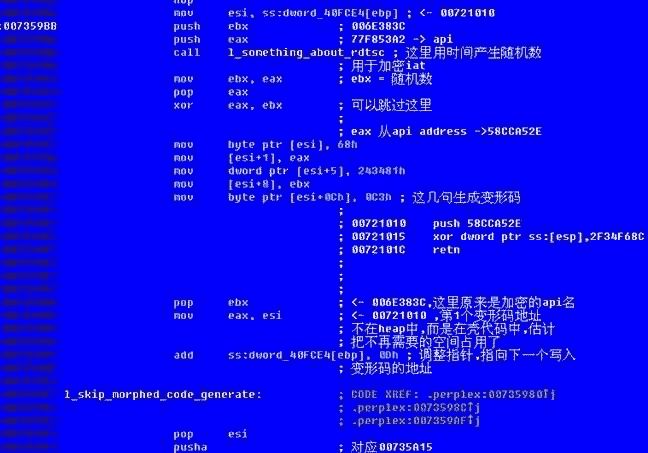 mov esi, ss:dword_40FCE4[ebp] ; <- 00721010
:007359BB push ebx ; 006E383C
push eax ; 77F853A2 -> api
call l_something_about_rdtsc ; 这里用时间产生随机数
; 用于加密iat
mov ebx, eax ; ebx = 随机数
pop eax
xor eax, ebx ; 可以跳过这里
;
; eax 从api address ->58CCA52E
mov byte ptr [esi], 68h
mov [esi+1], eax
mov dword ptr [esi+5], 243481h
mov [esi+8], ebx
mov byte ptr [esi+0Ch], 0C3h ; 这几句生成变形码
;
; 00721010 push 58CCA52E
; 00721015 xor dword ptr ss:[esp],2F34F68C
; 0072101C retn
;
;
;
pop ebx ; <- 006E383C,这里原来是加密的api名
mov eax, esi ; <- 00721010 ,第1个变形码地址
; 不在heap中,而是在壳代码中,估计
; 把不再需要的空间占用了
add ss:dword_40FCE4[ebp], 0Dh ; 调整指针,指向下一个写入
; 变形码的地址
l_skip_morphed_code_generate: ; CODE XREF: .perplex:00735980↑j
; .perplex:0073598C↑j
; .perplex:007359AF↑j
pop esi
pusha ; 对应00735A15